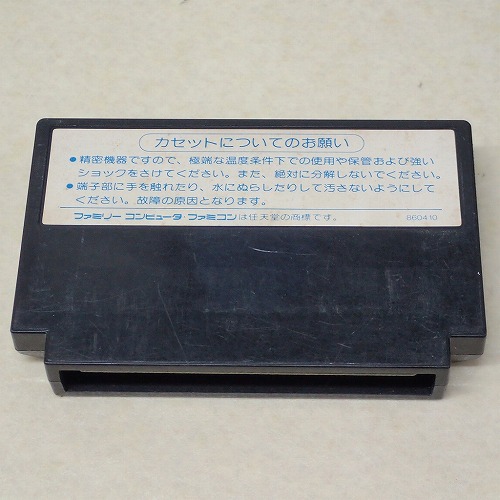 カセットについてのお願い
●精密機器ですので、極端な温度条件下での使用や保管および強い
ショックをさけてください。また、絶対に分解しないでください。
●端子部に手を触れたり、水にぬらしたりして汚さないようにして
ください。故障の原因となります。
ファミリー コンピュータ・ファミコンは任天堂の商標です。 860410